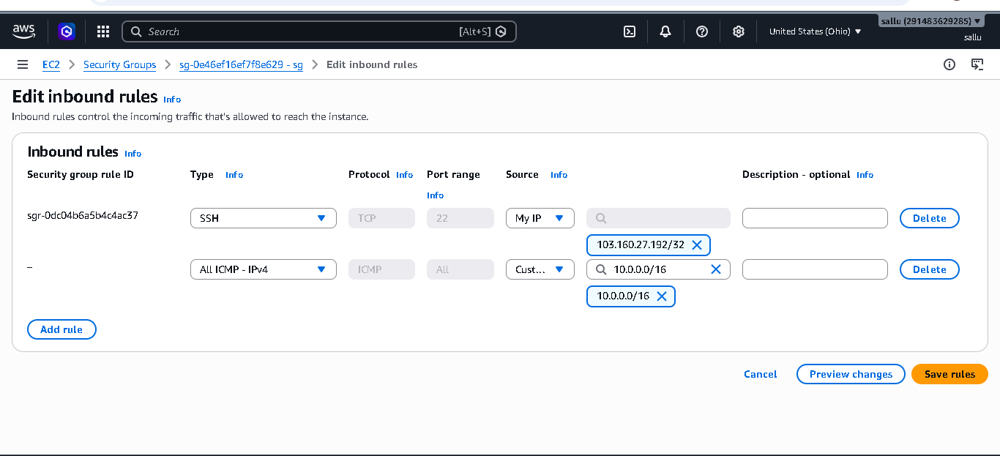 aws
Search [Alt+S]
United States (Ohio)
sallu (291483629285)
sallu
EC2 > Security Groups > sg-0e46ef16ef7f8e629 - sg > Edit inbound rules
Edit inbound rules Info
Inbound rules control the incoming traffic that's allowed to reach the instance.
Inbound rules Info
Security group rule ID Type Info Protocol Info Port range Info Source Info Description - optional Info
sgr-0dc04b6a5b4c4ac37 SSH TCP 22 My IP Delete
103.160.27.192/32
– All ICMP - IPv4 ICMP All Cust... 10.0.0.0/16 Delete
10.0.0.0/16
Add rule
Cancel Preview changes Save rules